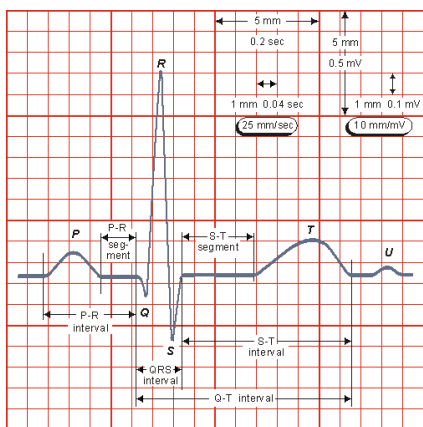 5 mm
0.2 sec
5 mm
0.5 mV
1 mm 0.04 sec
1 mm 0.1 mV
25 mm/sec
10 mm/mV
R
P
P-R
seg-
ment
S-T
segment
T
U
Q
P-R
interval
S
S-T
interval
QRS
interval
Q-T interval